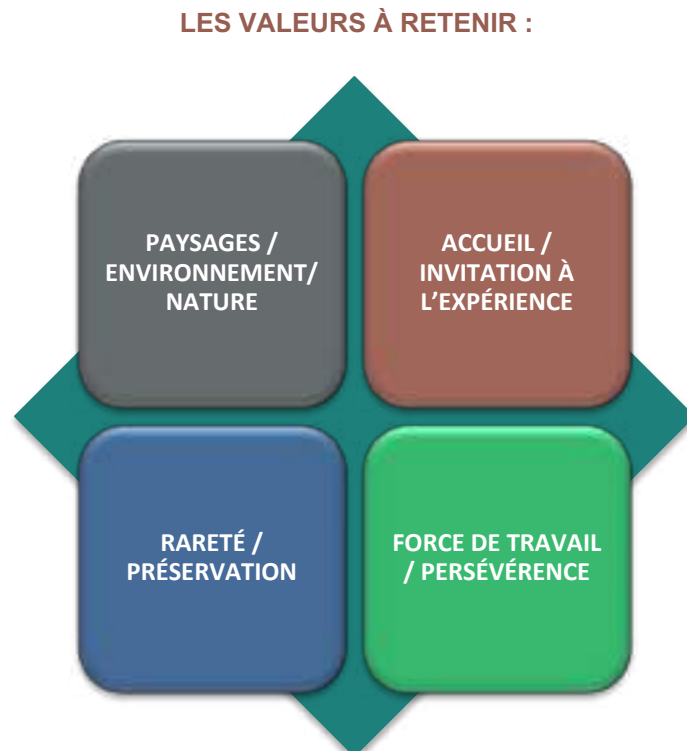 LES VALEURS À RETENIR :
PAYSAGES /
ENVIRONNEMENT/
NATURE
ACCUEIL /
INVITATION À
L’EXPÉRIENCE
RARETÉ /
PRÉSERVATION
FORCE DE TRAVAIL
/ PERSÉVÉRENCE